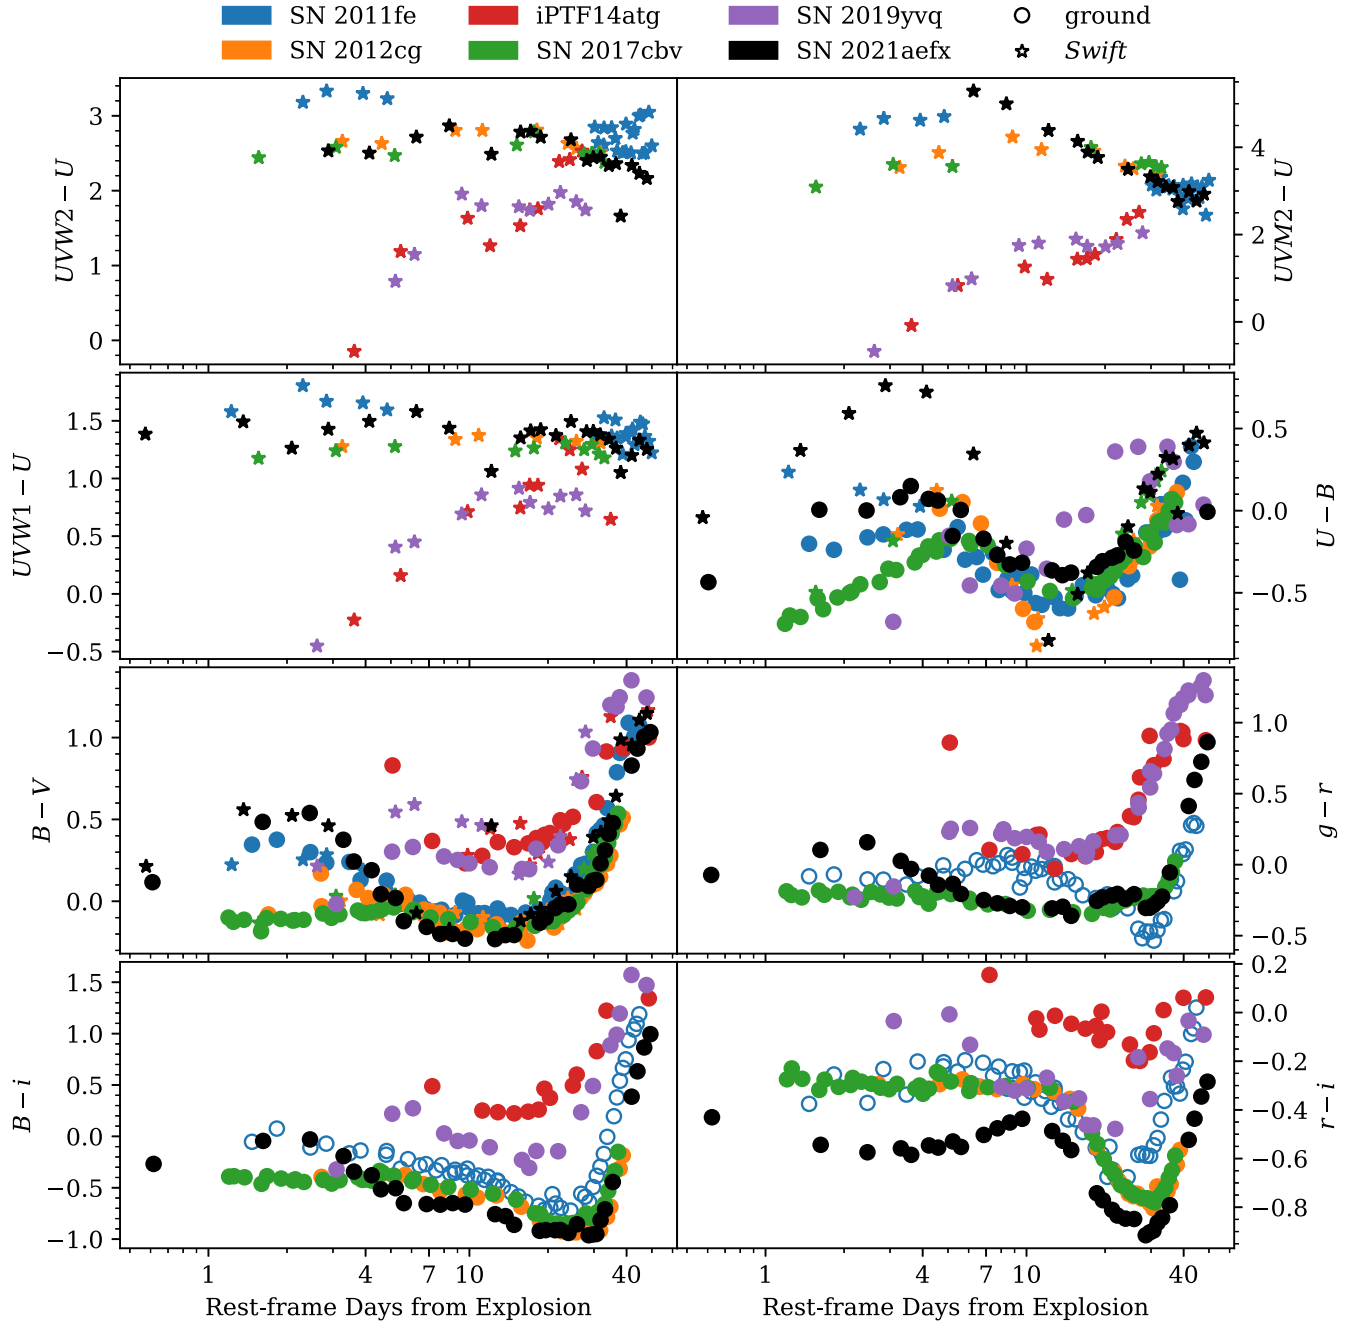 SN 2011fe iPTF14atg SN 2019yvq ground
SN 2012cg SN 2017cbv SN 2021aefx Swift
UVW2 − U
3
2
1
0
UVM2 − U
4
2
0
UVW1 − U
1.5
1.0
0.5
0.0
−0.5
U − B
0.5
0.0
−0.5
B − V
1.0
0.5
0.0
g − r
1.0
0.5
0.0
−0.5
B − i
1.5
1.0
0.5
0.0
−0.5
−1.0
r − i
0.2
0.0
−0.2
−0.4
−0.6
−0.8
1 4 7 10 40
1 4 7 10 40
Rest-frame Days from Explosion
Rest-frame Days from Explosion